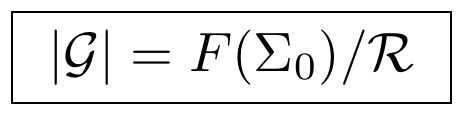 |𝒢| = F(Σ₀)/ℛ